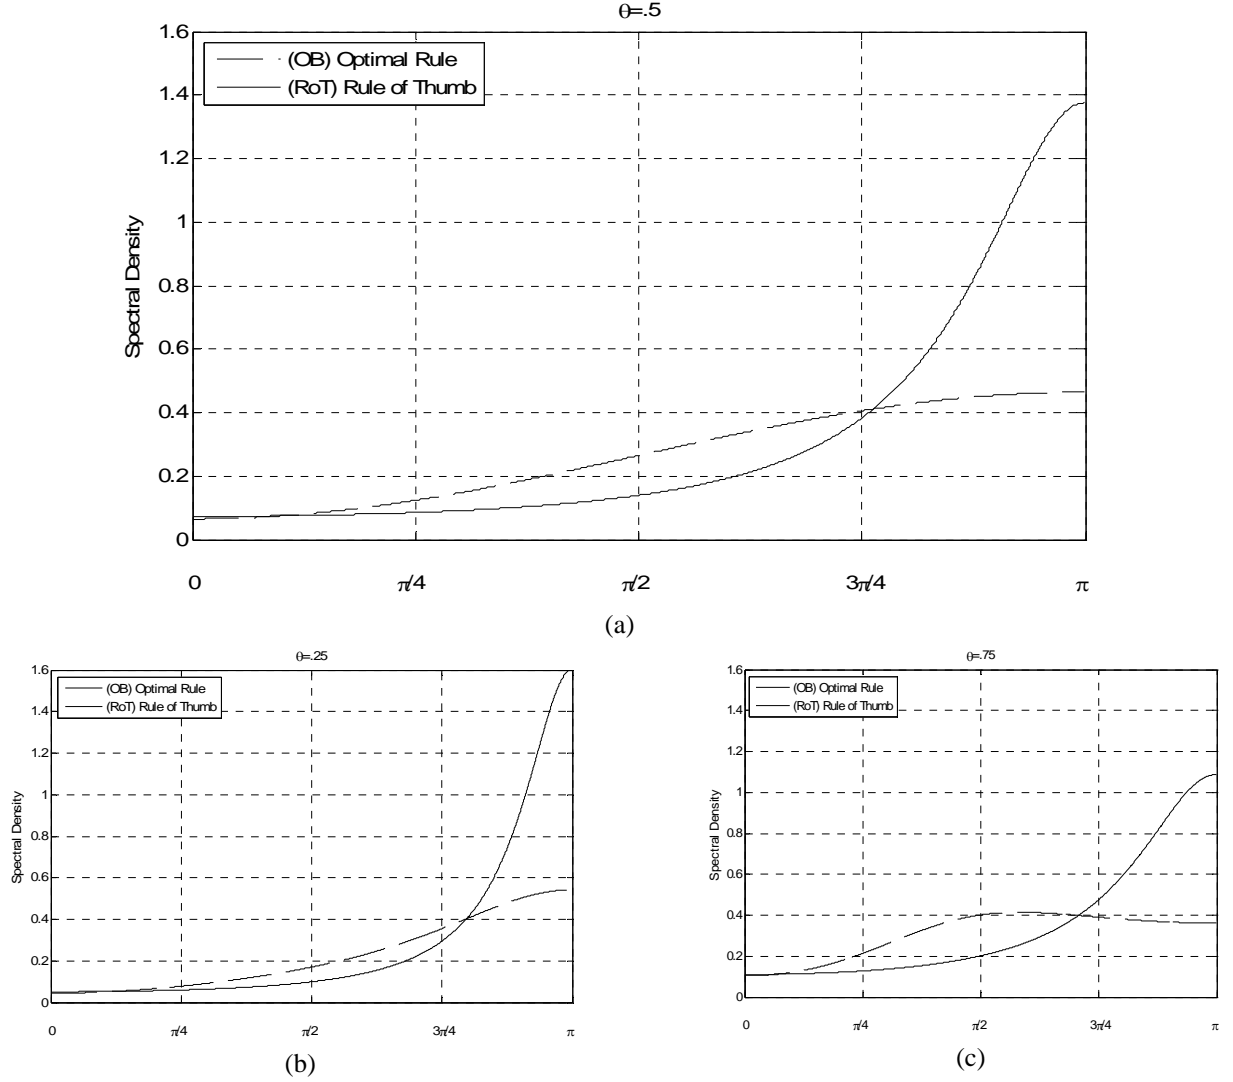 θ=.5
1.6
1.4
1.2
1
0.8
0.6
0.4
0.2
0
Spectral Density
(OB) Optimal Rule
(RoT) Rule of Thumb
0 π/4 π/2 3π/4 π
(a)
θ=.25
1.6
1.4
1.2
1
0.8
0.6
0.4
0.2
0
Spectral Density
(OB) Optimal Rule
(RoT) Rule of Thumb
0 π/4 π/2 3π/4 π
(b)
θ=.75
1.6
1.4
1.2
1
0.8
0.6
0.4
0.2
0
Spectral Density
(OB) Optimal Rule
(RoT) Rule of Thumb
0 π/4 π/2 3π/4 π
(c)